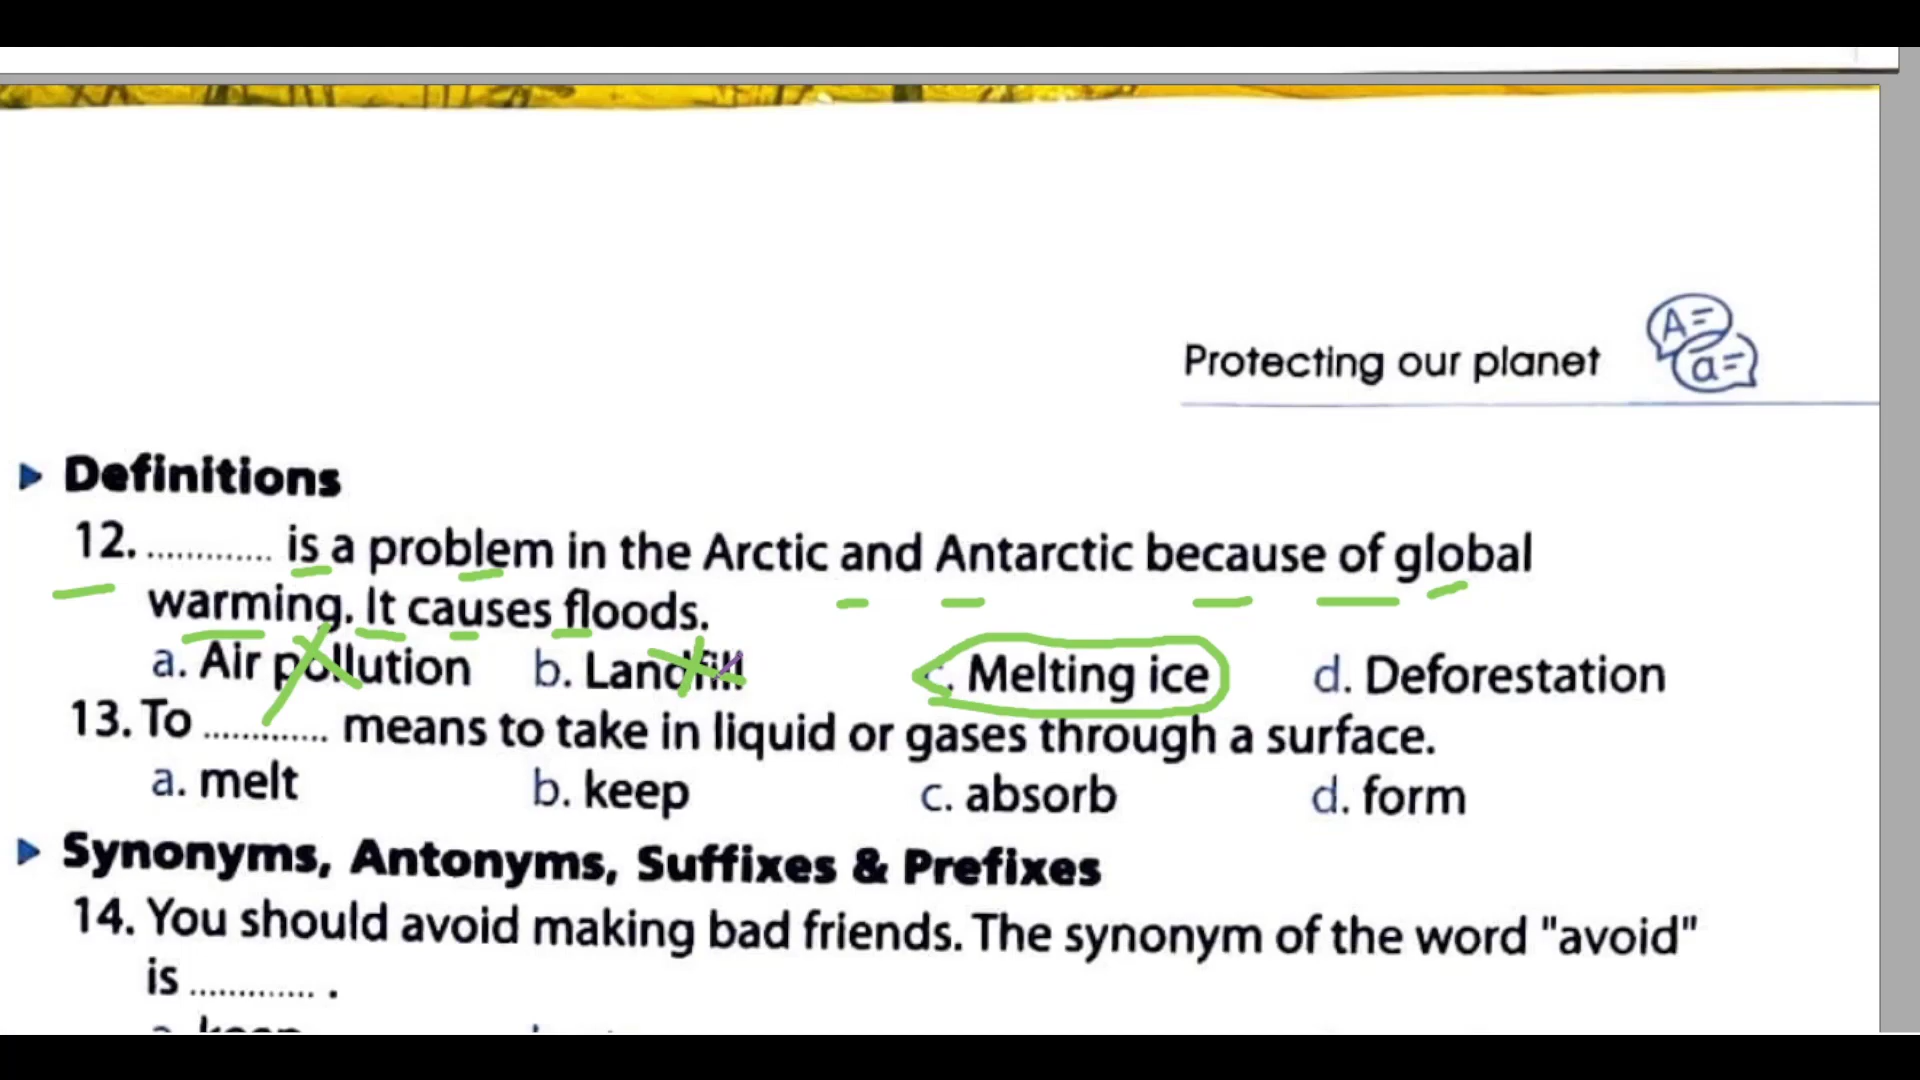 A=
a=
Protecting our planet
Definitions
12. ............. is a problem in the Arctic and Antarctic because of global
warming. It causes floods.
a. Air pollution b. Landfill c. Melting ice d. Deforestation
13. To ............. means to take in liquid or gases through a surface.
a. melt b. keep c. absorb d. form
Synonyms, Antonyms, Suffixes & Prefixes
14. You should avoid making bad friends. The synonym of the word "avoid"
is ............. .